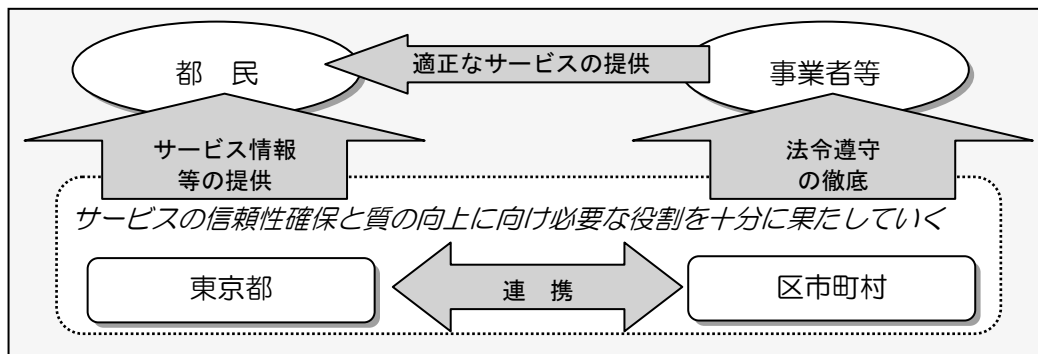 都　民
適正なサービスの提供
事業者等
サービス情報
等の提供
法令遵守
の徹底
サービスの信頼性確保と質の向上に向け必要な役割を十分に果たしていく
東京都
連　携
区市町村